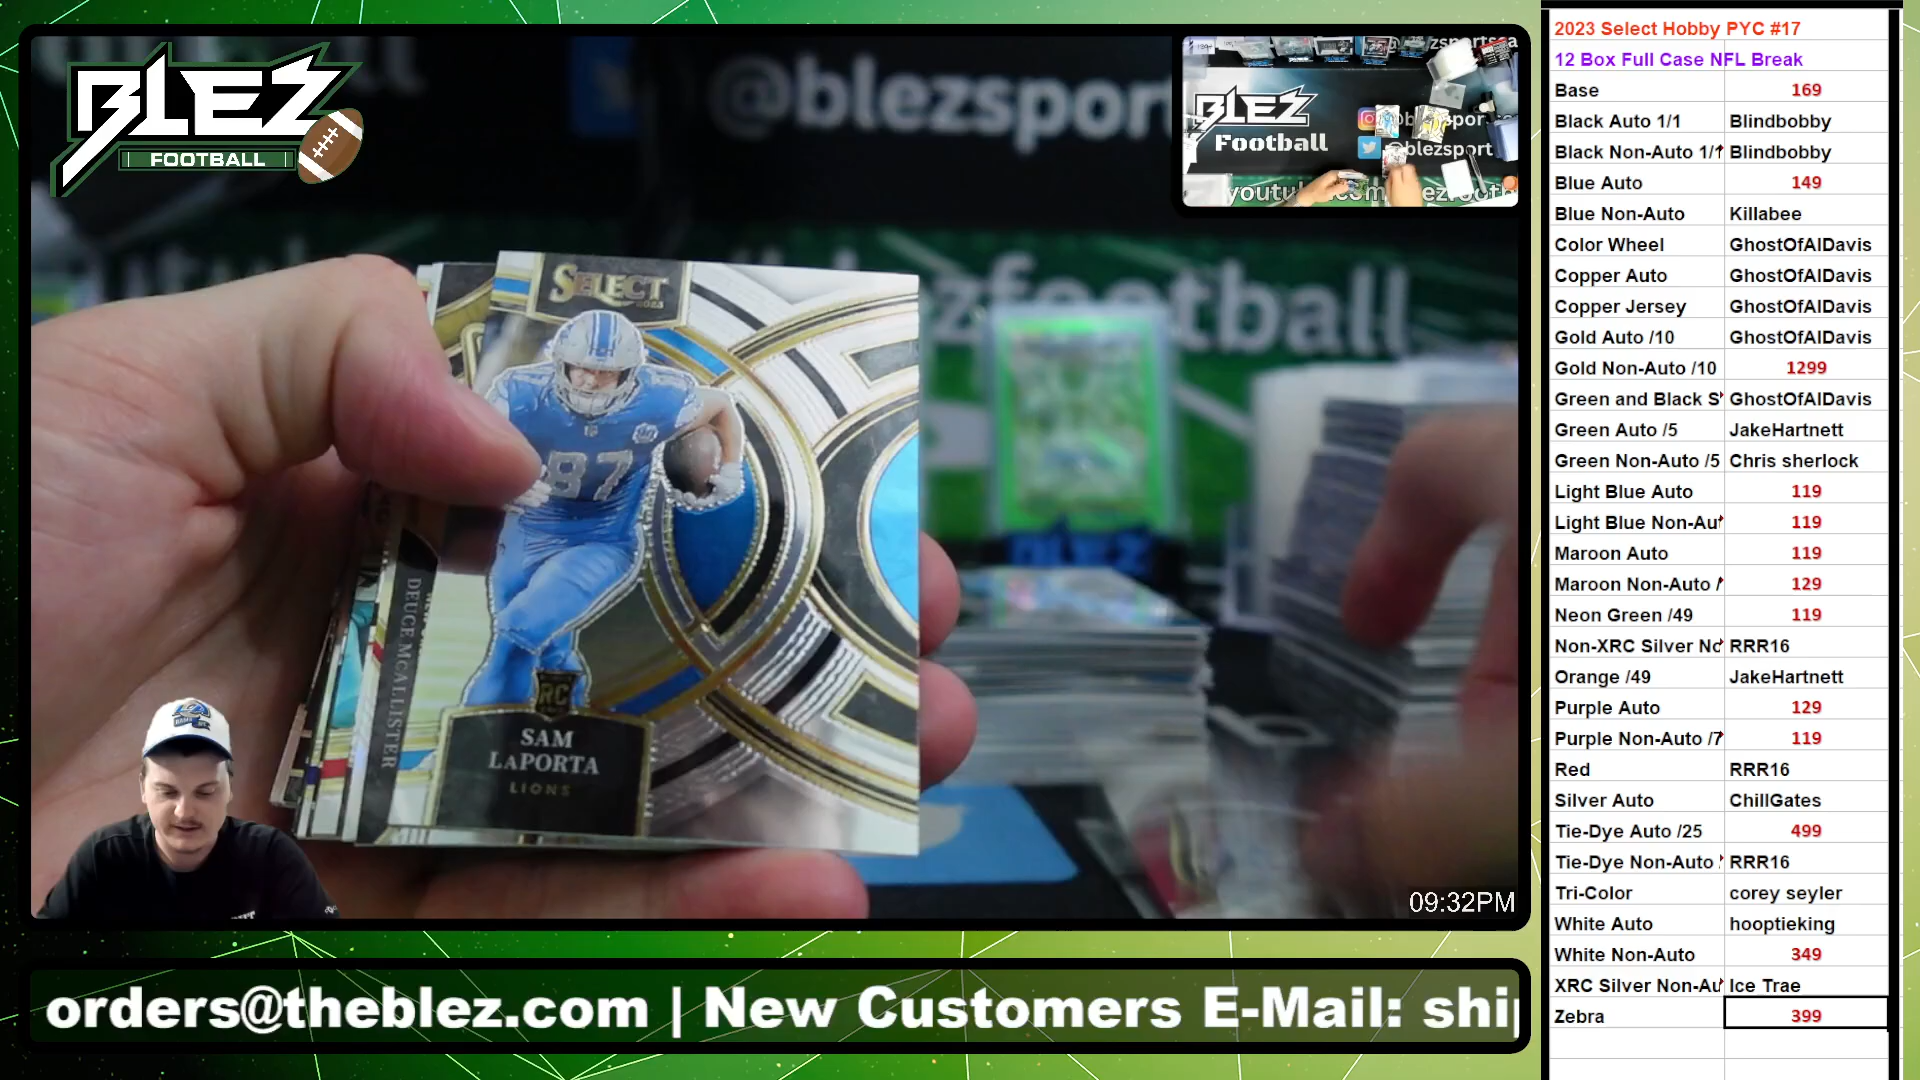 BLEZ
FOOTBALL
@blezspor
zfootball
SELECT
2023
87
RC
SAM
LAPORTA
LIONS
DEUCE MCALLISTER
BLEZ
Football
@blezsport
09:32PM
orders@theblez.com | New Customers E-Mail: ship
2023 Select Hobby PYC #17
12 Box Full Case NFL Break
Base 169
Black Auto 1/1 Blindbobby
Black Non-Auto 1/1 Blindbobby
Blue Auto 149
Blue Non-Auto Killabee
Color Wheel GhostOfAlDavis
Copper Auto GhostOfAlDavis
Copper Jersey GhostOfAlDavis
Gold Auto /10 GhostOfAlDavis
Gold Non-Auto /10 1299
Green and Black S GhostOfAlDavis
Green Auto /5 JakeHartnett
Green Non-Auto /5 Chris sherlock
Light Blue Auto 119
Light Blue Non-Au 119
Maroon Auto 119
Maroon Non-Auto / 129
Neon Green /49 119
Non-XRC Silver No RRR16
Orange /49 JakeHartnett
Purple Auto 129
Purple Non-Auto /7 119
Red RRR16
Silver Auto ChillGates
Tie-Dye Auto /25 499
Tie-Dye Non-Auto RRR16
Tri-Color corey seyler
White Auto hooptieking
White Non-Auto 349
XRC Silver Non-Au Ice Trae
Zebra 399